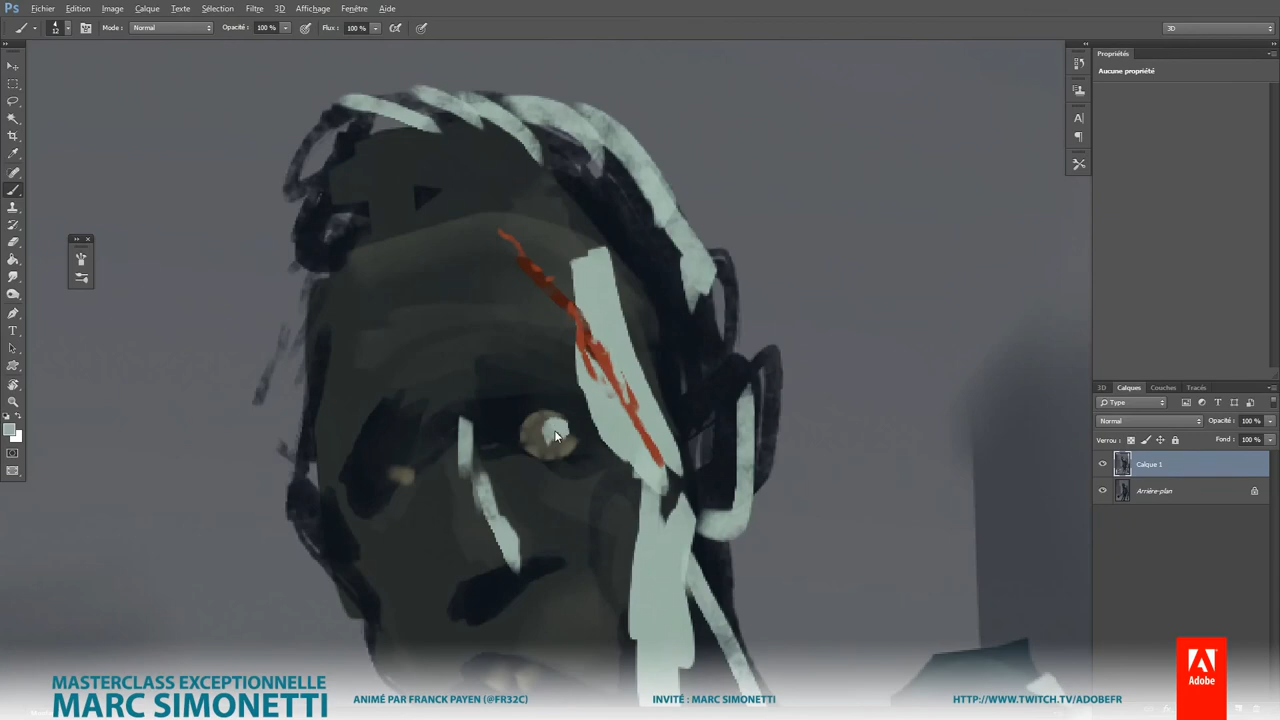 Ps Fichier Edition Image Calque Texte Sélection Filtre 3D Affichage Fenêtre Aide
12 Mode : Normal Opacité : 100 % Flux : 100 % 3D
Propriétés
Aucune propriété
3D Calques Couches Tracés
Type
Normal Opacité : 100 %
Verrou : Fond : 100 %
Calque 1
Arrière-plan
MASTERCLASS EXCEPTIONNELLE
MARC SIMONETTI
ANIMÉ PAR FRANCK PAYEN (@FR32C) INVITÉ : MARC SIMONETTI HTTP://WWW.TWITCH.TV/ADOBEFR
Adobe